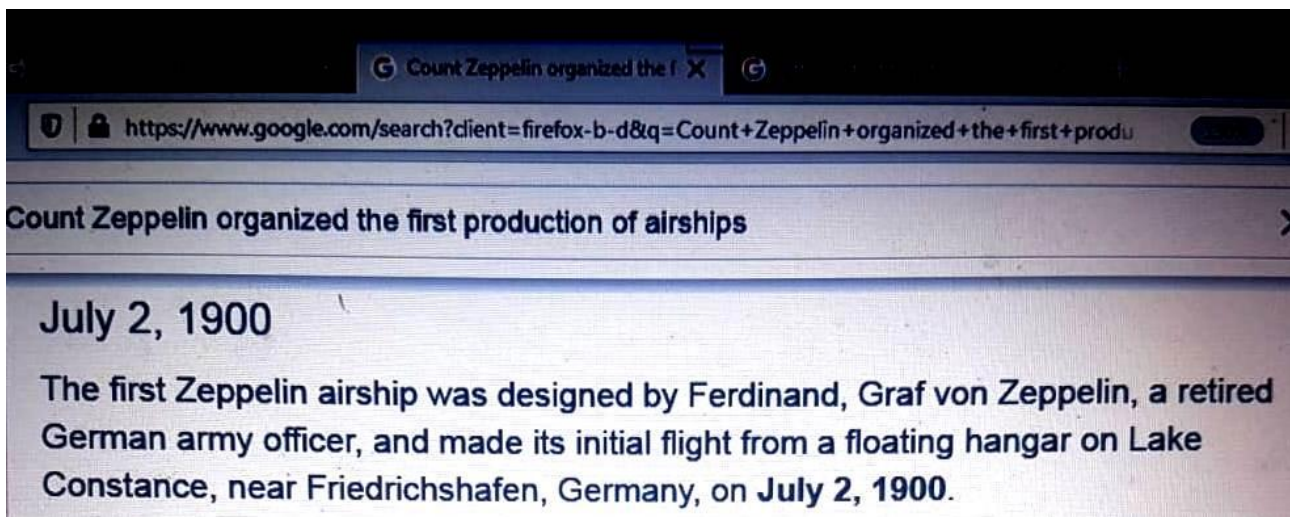 Count Zeppelin organized the f
https://www.google.com/search?client=firefox-b-d&q=Count+Zeppelin+organized+the+first+produ
Count Zeppelin organized the first production of airships
July 2, 1900
The first Zeppelin airship was designed by Ferdinand, Graf von Zeppelin, a retired
German army officer, and made its initial flight from a floating hangar on Lake
Constance, near Friedrichshafen, Germany, on July 2, 1900.